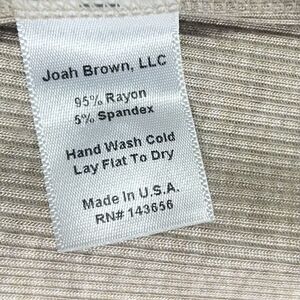 Joah Brown, LLC
95% Rayon
5% Spandex
Hand Wash Cold
Lay Flat To Dry
Made In U.S.A.
RN# 143656